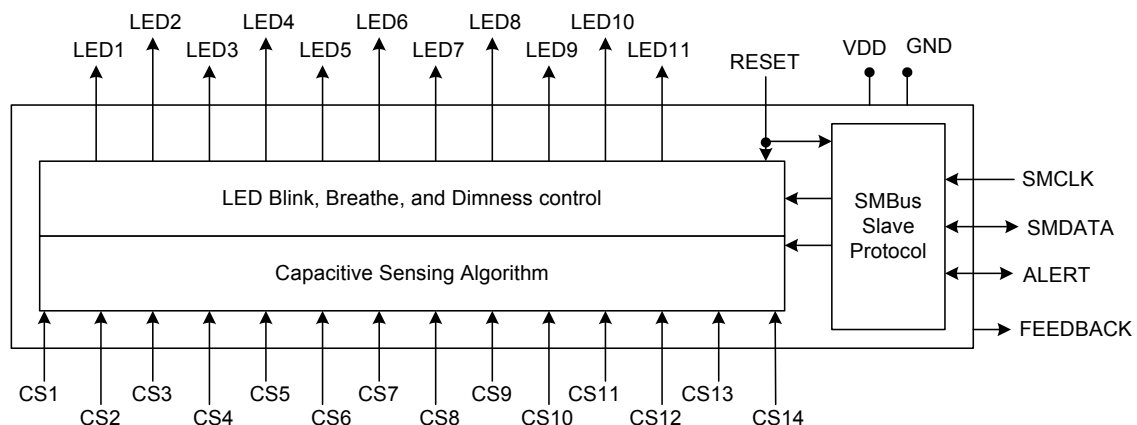 LED2 LED4 LED6 LED8 LED10
LED1 LED3 LED5 LED7 LED9 LED11
RESET
VDD
GND
LED Blink, Breathe, and Dimness control
Capacitive Sensing Algorithm
SMBus
Slave
Protocol
SMCLK
SMDATA
ALERT
FEEDBACK
CS1 CS3 CS5 CS7 CS9 CS11 CS13
CS2 CS4 CS6 CS8 CS10 CS12 CS14